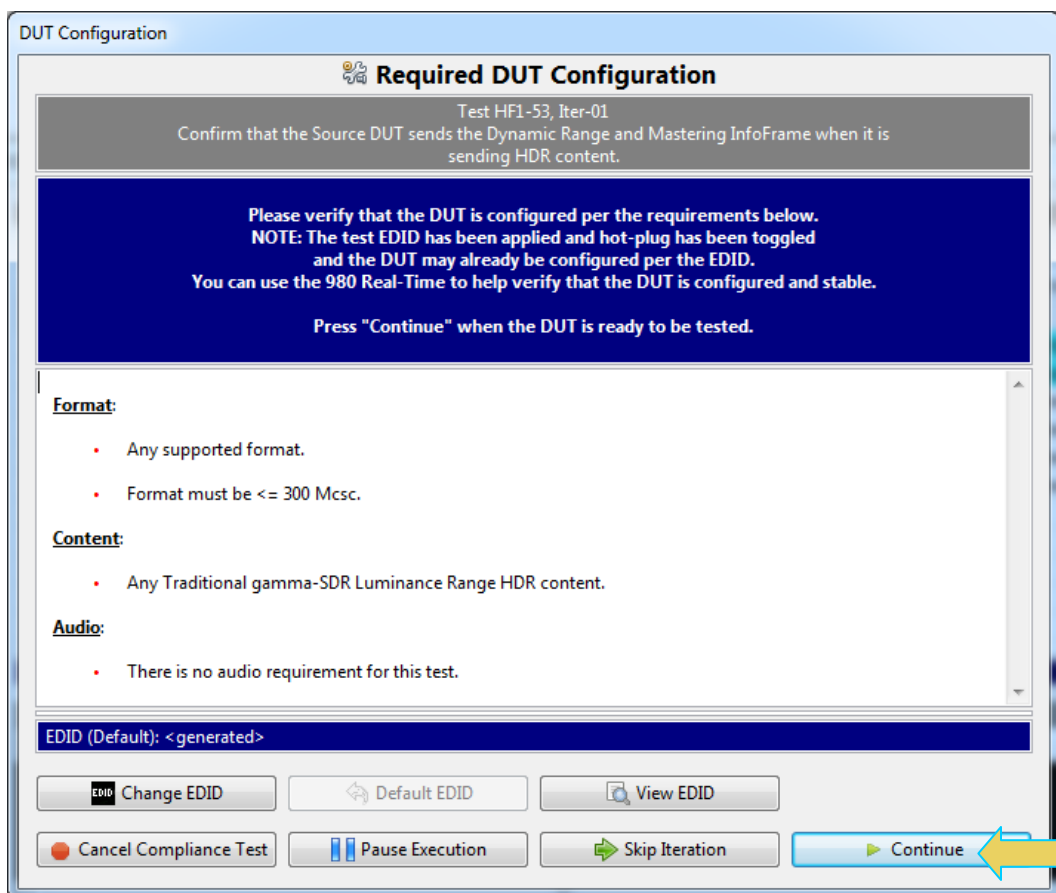 DUT Configuration
Required DUT Configuration
Test HF1-53, Iter-01
Confirm that the Source DUT sends the Dynamic Range and Mastering InfoFrame when it is
sending HDR content.
Please verify that the DUT is configured per the requirements below.
NOTE: The test EDID has been applied and hot-plug has been toggled
and the DUT may already be configured per the EDID.
You can use the 980 Real-Time to help verify that the DUT is configured and stable.
Press "Continue" when the DUT is ready to be tested.
Format:
• Any supported format.
• Format must be <= 300 Mcsc.
Content:
• Any Traditional gamma-SDR Luminance Range HDR content.
Audio:
• There is no audio requirement for this test.
EDID (Default): <generated>
EDID Change EDID
Default EDID
View EDID
Cancel Compliance Test
Pause Execution
Skip Iteration
Continue